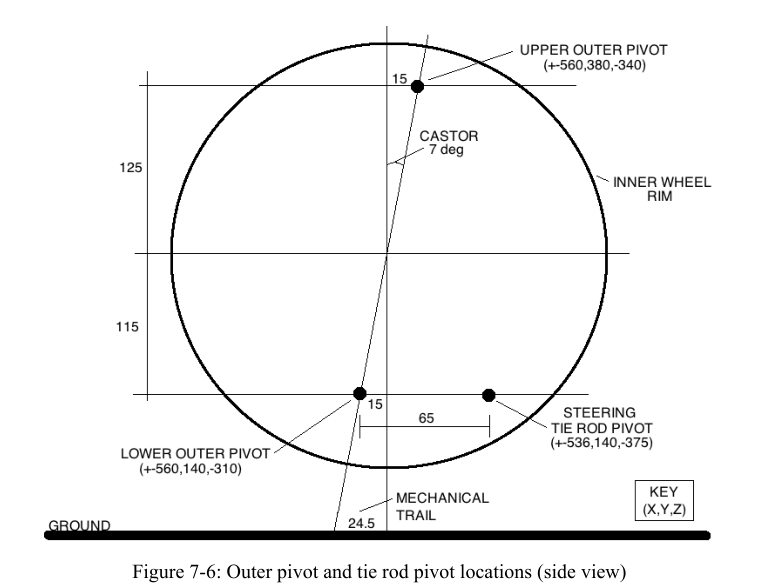 UPPER OUTER PIVOT
(+-560,380,-340)
15
CASTOR
7 deg
125
INNER WHEEL
RIM
115
15
65
STEERING
TIE ROD PIVOT
(+-536,140,-375)
LOWER OUTER PIVOT
(+-560,140,-310)
KEY
(X,Y,Z)
MECHANICAL
TRAIL
24.5
GROUND
Figure 7-6: Outer pivot and tie rod pivot locations (side view)